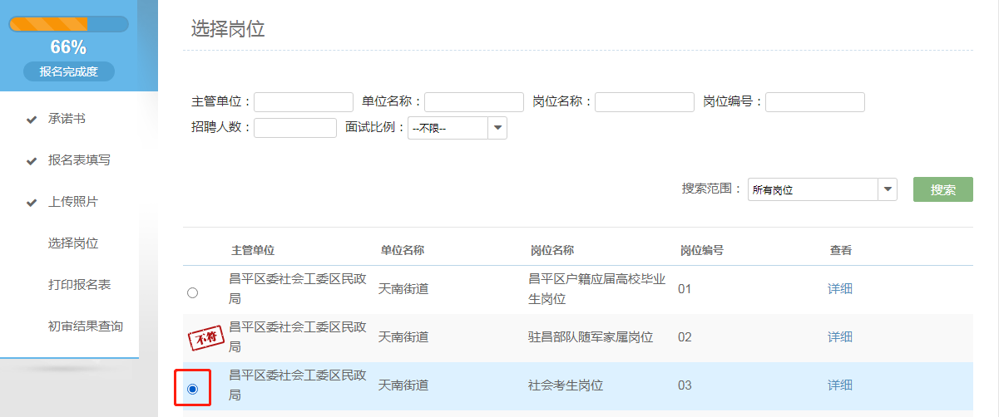 66%
报名完成度
承诺书
报名表填写
上传照片
选择岗位
打印报名表
初审结果查询
选择岗位
主管单位： 单位名称： 岗位名称： 岗位编号：
招聘人数： 面试比例： --不限--
搜索范围： 所有岗位 搜索
主管单位 单位名称 岗位名称 岗位编号 查看
昌平区委社会工委区民政
局 天南街道 昌平区户籍应届高校毕业
生岗位 01 详细
不符 昌平区委社会工委区民政
局 天南街道 驻昌部队随军家属岗位 02 详细
昌平区委社会工委区民政
局 天南街道 社会考生岗位 03 详细